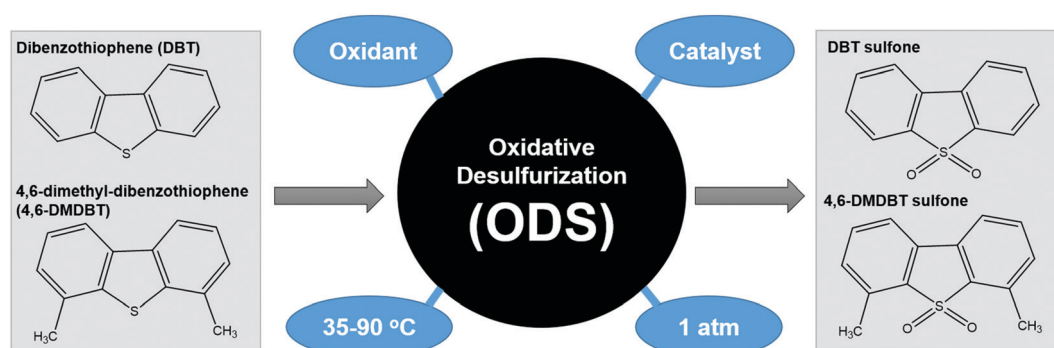 Dibenzothiophene (DBT)
S
4,6-dimethyl-dibenzothiophene
(4,6-DMDBT)
S
H₃C
CH₃
Oxidant
Catalyst
Oxidative
Desulfurization
(ODS)
35-90 ºC
1 atm
DBT sulfone
S
O
O
4,6-DMDBT sulfone
S
H₃C
O
O
CH₃